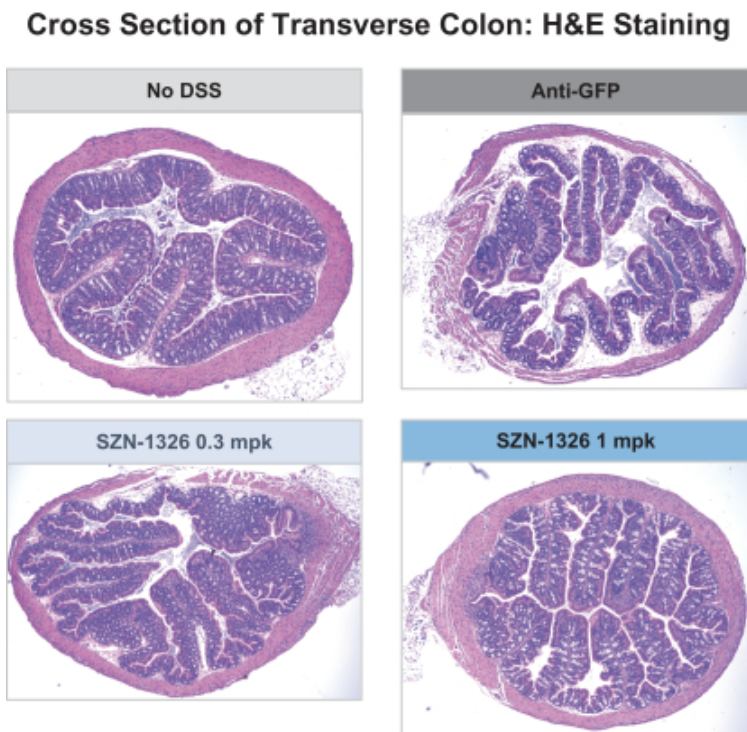 Cross Section of Transverse Colon: H&E Staining
No DSS
Anti-GFP
SZN-1326 0.3 mpk
SZN-1326 1 mpk